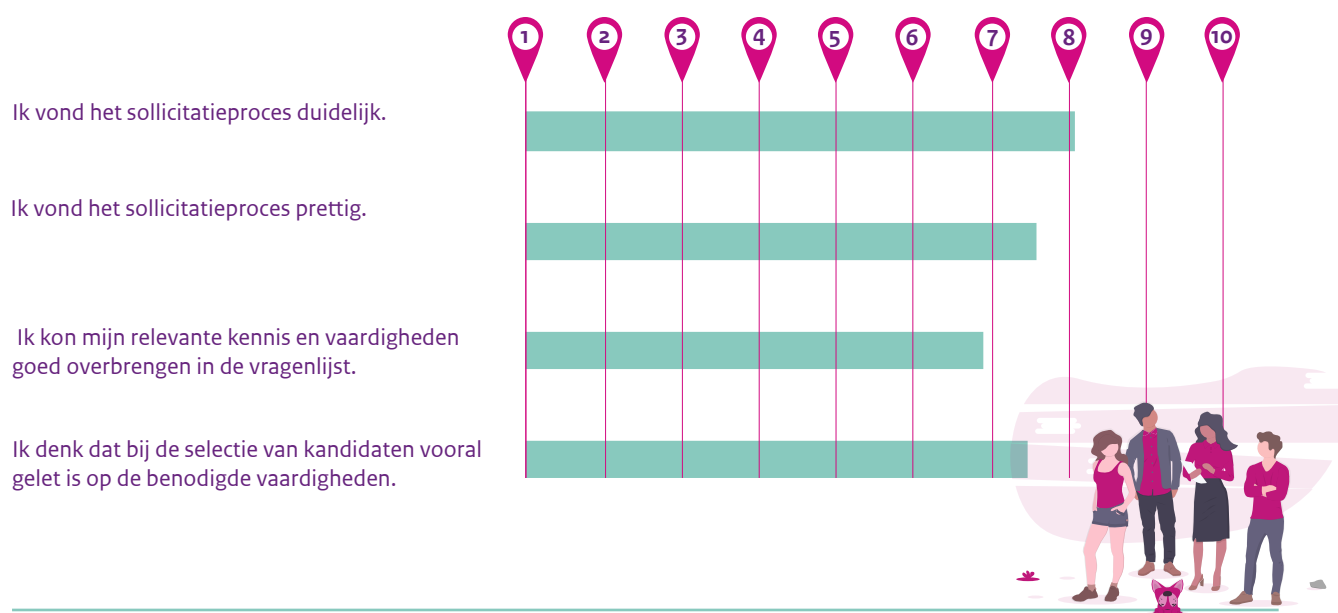 1 2 3 4 5 6 7 8 9 10
Ik vond het sollicitatieproces duidelijk.
Ik vond het sollicitatieproces prettig.
Ik kon mijn relevante kennis en vaardigheden
goed overbrengen in de vragenlijst.
Ik denk dat bij de selectie van kandidaten vooral
gelet is op de benodigde vaardigheden.